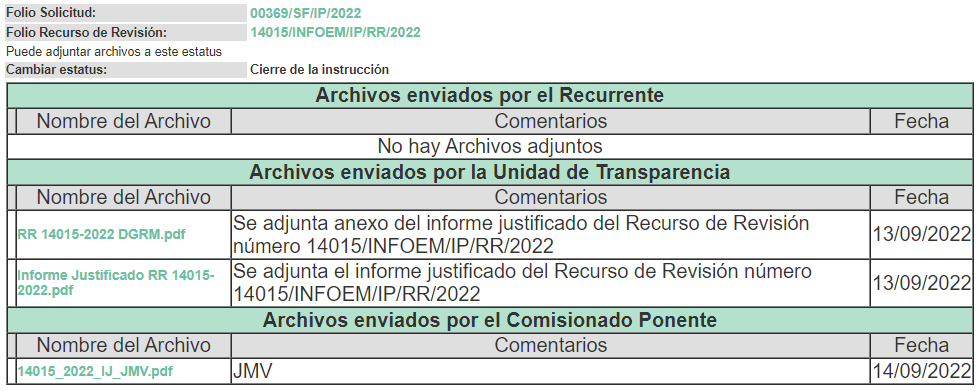 Folio Solicitud: 00369/SF/IP/2022
Folio Recurso de Revisión: 14015/INFOEM/IP/RR/2022
Puede adjuntar archivos a este estatus
Cambiar estatus: Cierre de la instrucción
Archivos enviados por el Recurrente
Nombre del Archivo Comentarios Fecha
No hay Archivos adjuntos
Archivos enviados por la Unidad de Transparencia
Nombre del Archivo Comentarios Fecha
RR 14015-2022 DGRM.pdf Se adjunta anexo del informe justificado del Recurso de Revisión
número 14015/INFOEM/IP/RR/2022 13/09/2022
Informe Justificado RR 14015-
2022.pdf Se adjunta el informe justificado del Recurso de Revisión número
14015/INFOEM/IP/RR/2022 13/09/2022
Archivos enviados por el Comisionado Ponente
Nombre del Archivo Comentarios Fecha
14015_2022_IJ_JMV.pdf JMV 14/09/2022